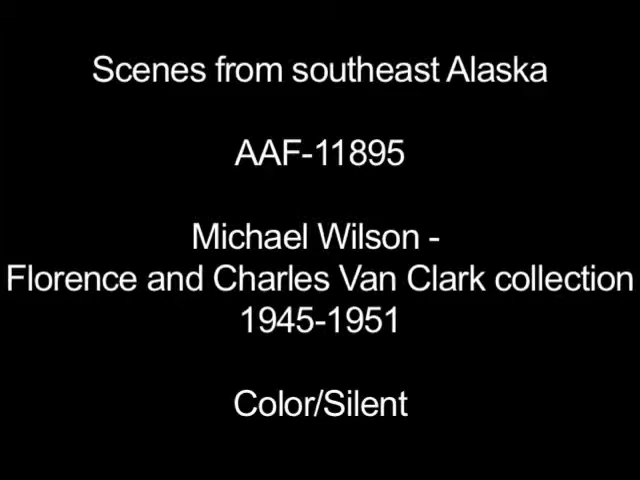 Scenes from southeast Alaska
AAF-11895
Michael Wilson -
Florence and Charles Van Clark collection
1945-1951
Color/Silent